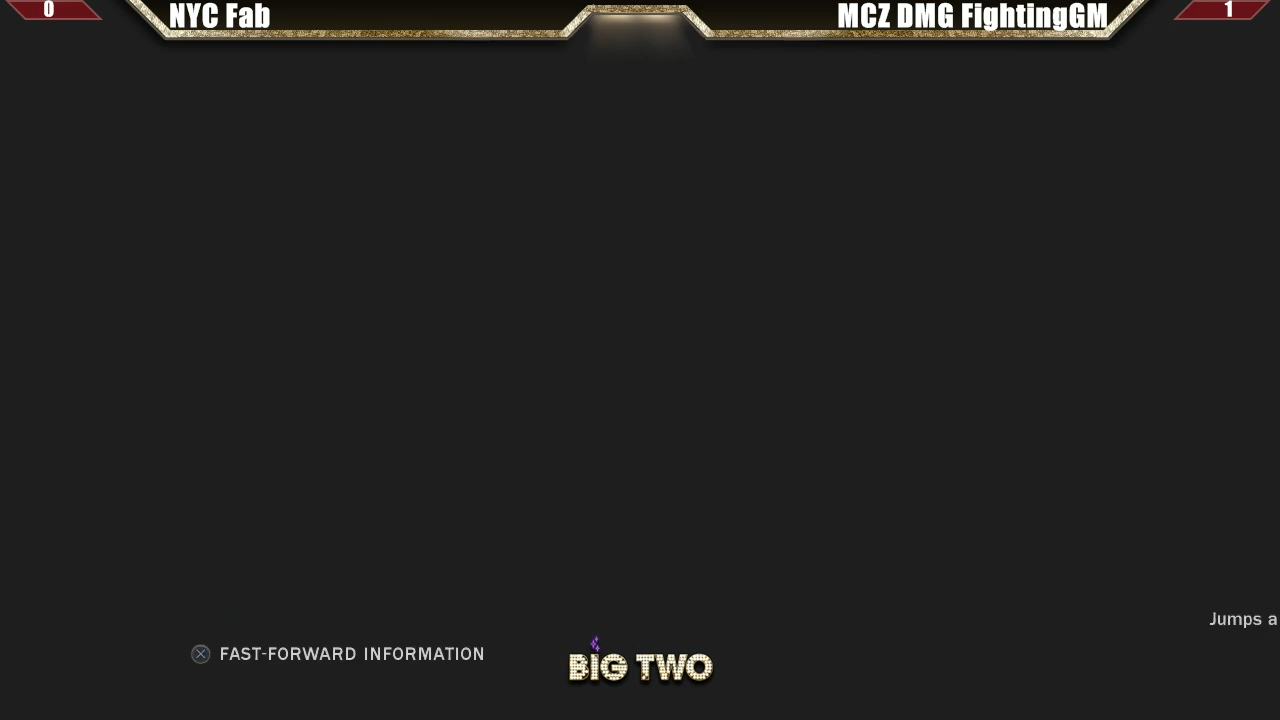 0
NYC Fab
MCZ DMG FightingGM
1
Jumps a
FAST-FORWARD INFORMATION
BIG TWO